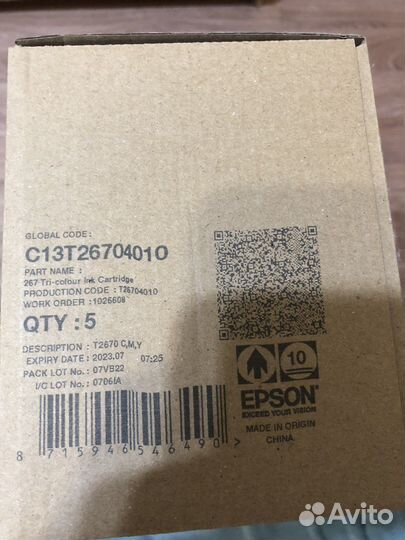 GLOBAL CODE :
C13T26704010
PART NAME :
267 Tri-colour Ink Cartridge
PRODUCTION CODE : T26704010
WORK ORDER :1026608
QTY : 5
DESCRIPTION : T2670 C,M,Y
EXPIRY DATE : 2023.07 07:25
PACK LOT No.: 07VB22
I/C LOT No.: 0706IA
8 715946 546490 >
10
EPSON
EXCEED YOUR VISION
MADE IN ORIGIN
CHINA
Avito